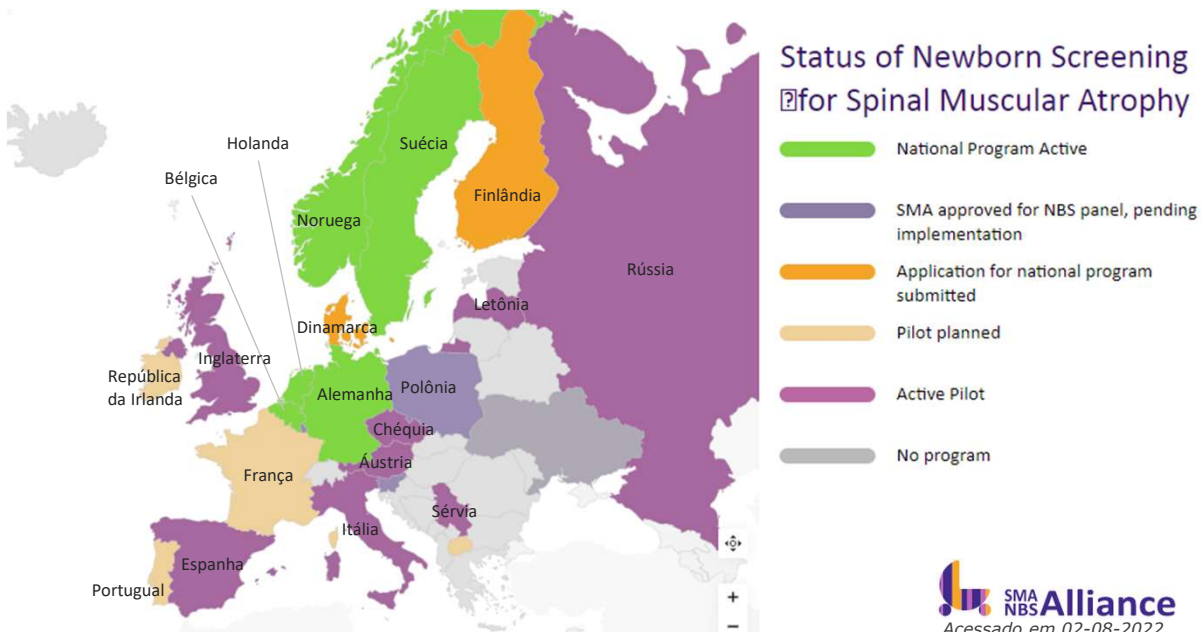 Status of Newborn Screening
for Spinal Muscular Atrophy
National Program Active
SMA approved for NBS panel, pending
implementation
Application for national program
submitted
Pilot planned
Active Pilot
No program
Holanda
Suécia
Bélgica
Finlândia
Noruega
Rússia
Letônia
Dinamarca
Inglaterra
República
da Irlanda
Alemanha
Polônia
Chéquia
Áustria
França
Sérvia
Itália
Espanha
Portugual
+
−
SMA
NBS Alliance
Acessado em 02-08-2022